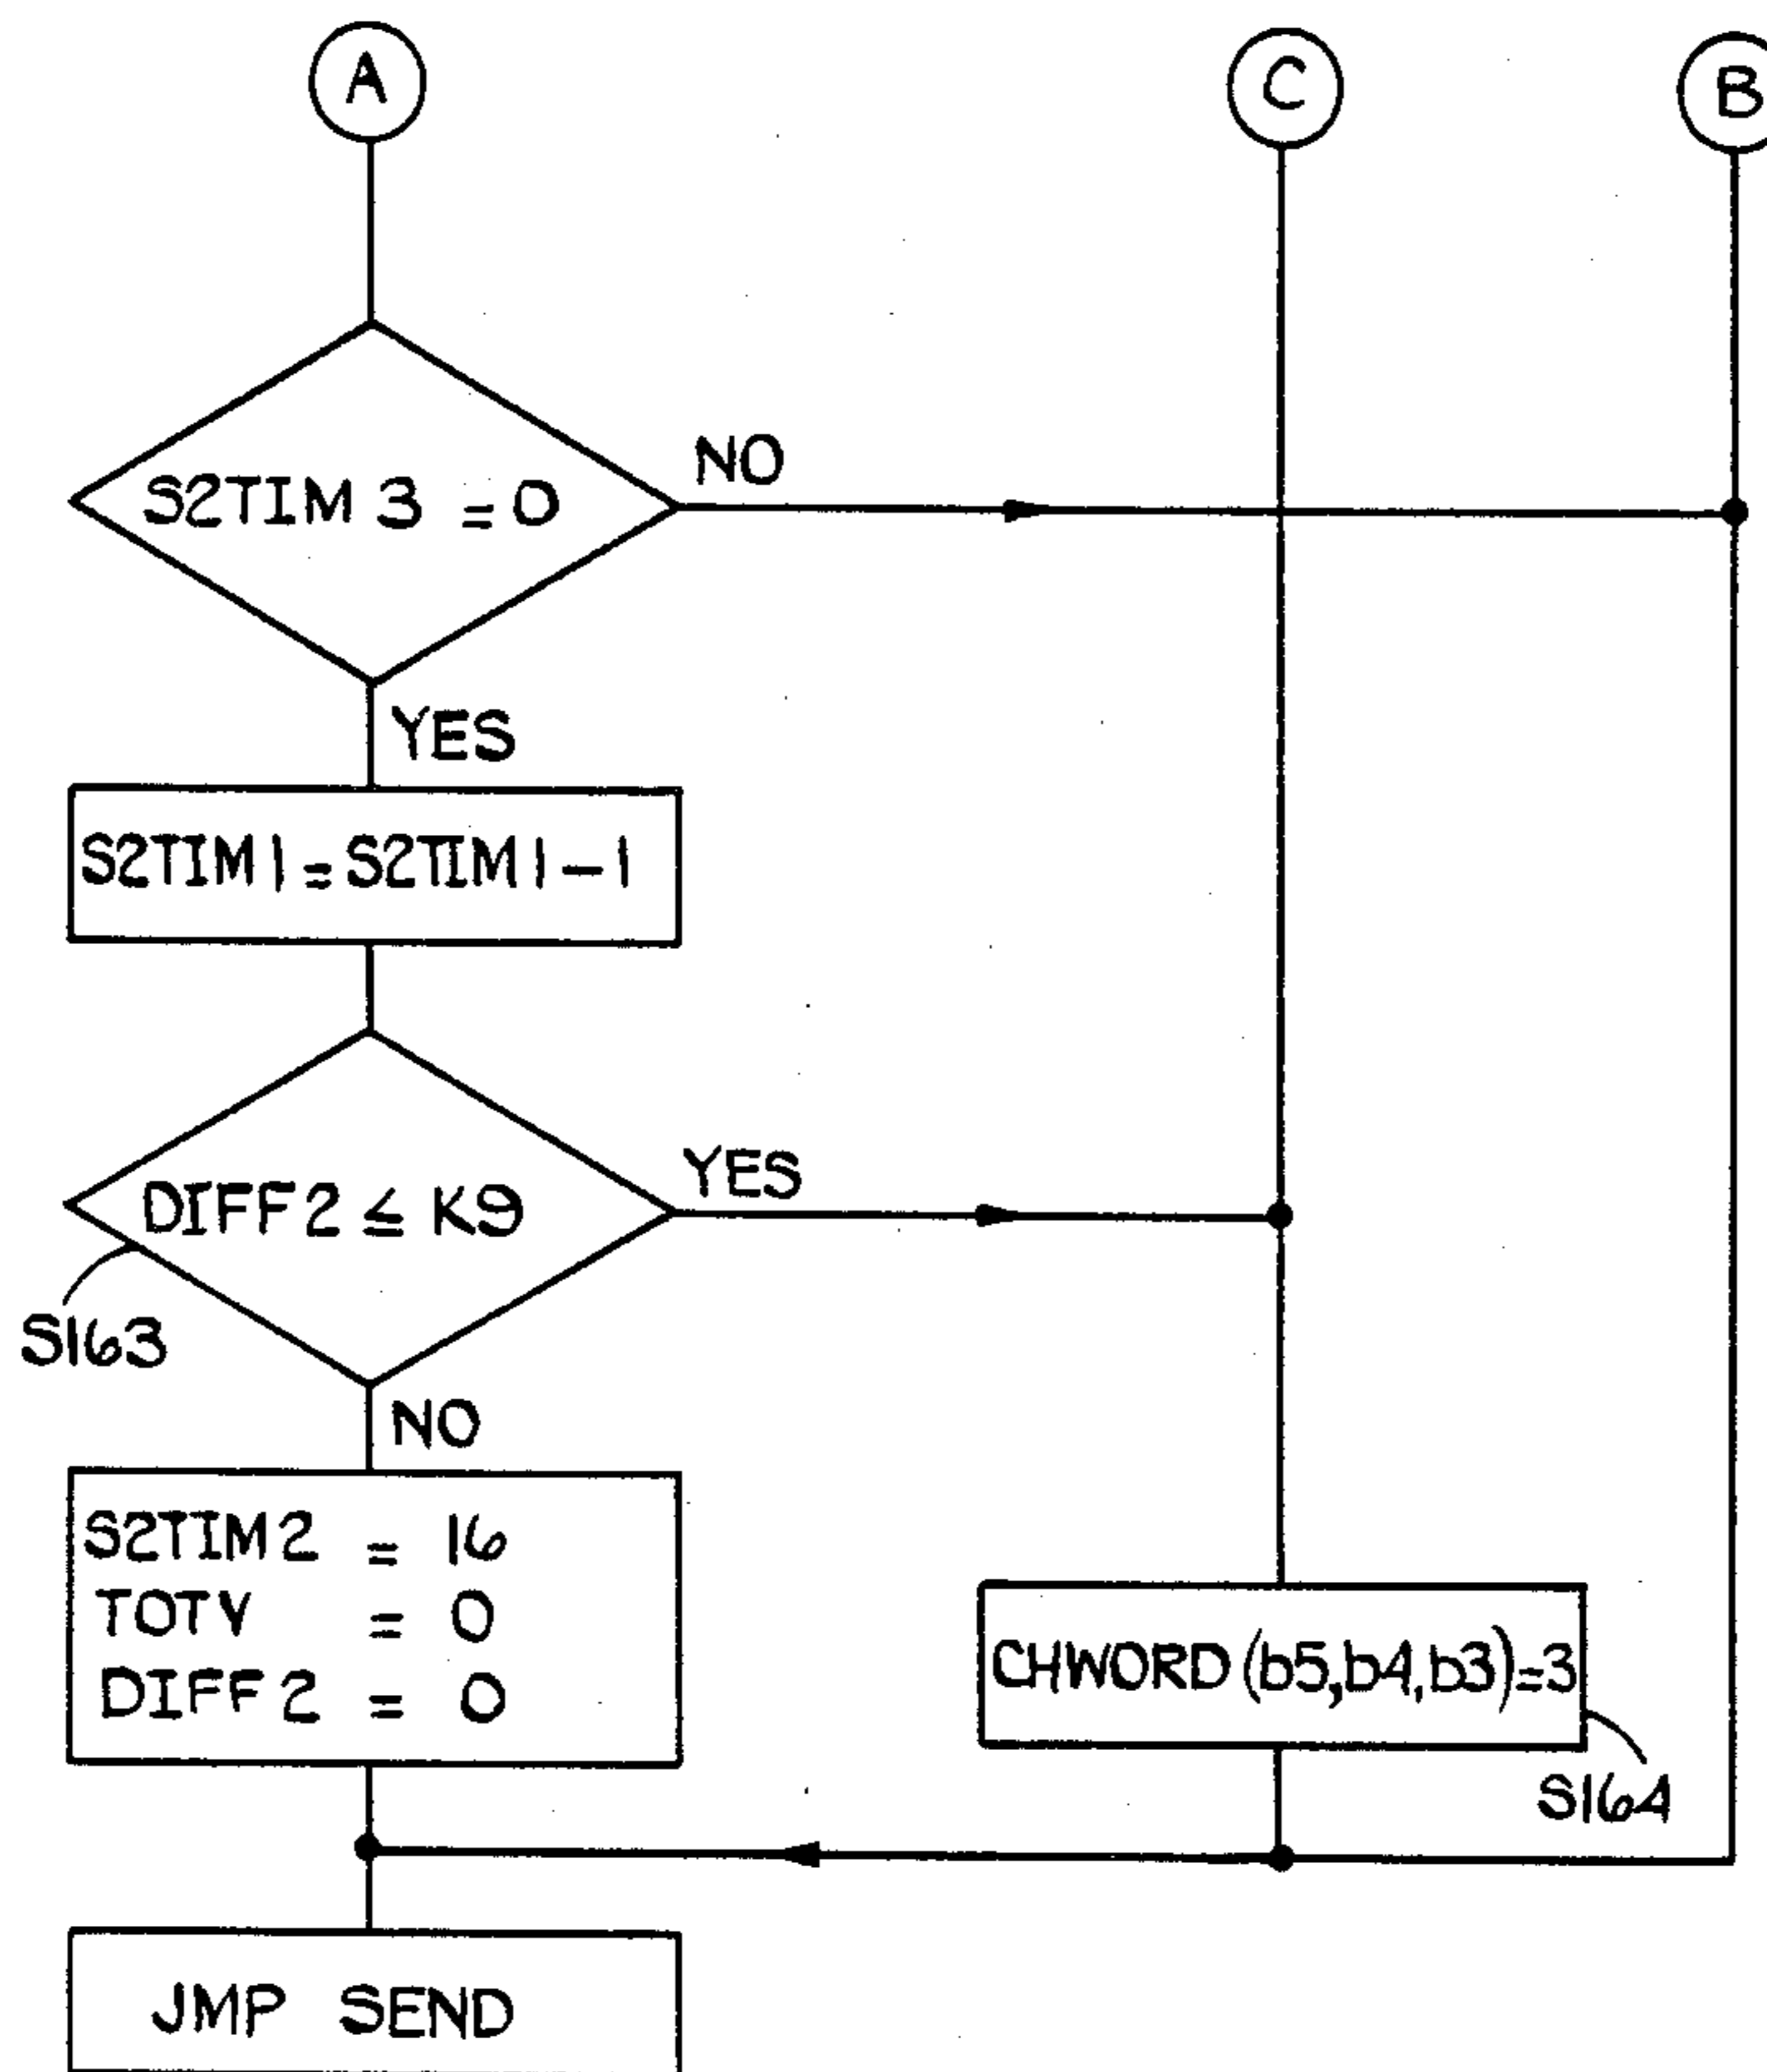 A
C
B
S2TIM 3 = 0
NO
YES
S2TIM1 = S2TIM1-1
DIFF2 ≤ K9
YES
S163
NO
S2TIM2 = 16
TOTV = 0
DIFF2 = 0
CHWORD (b5,b4,b3)=3
S164
JMP SEND